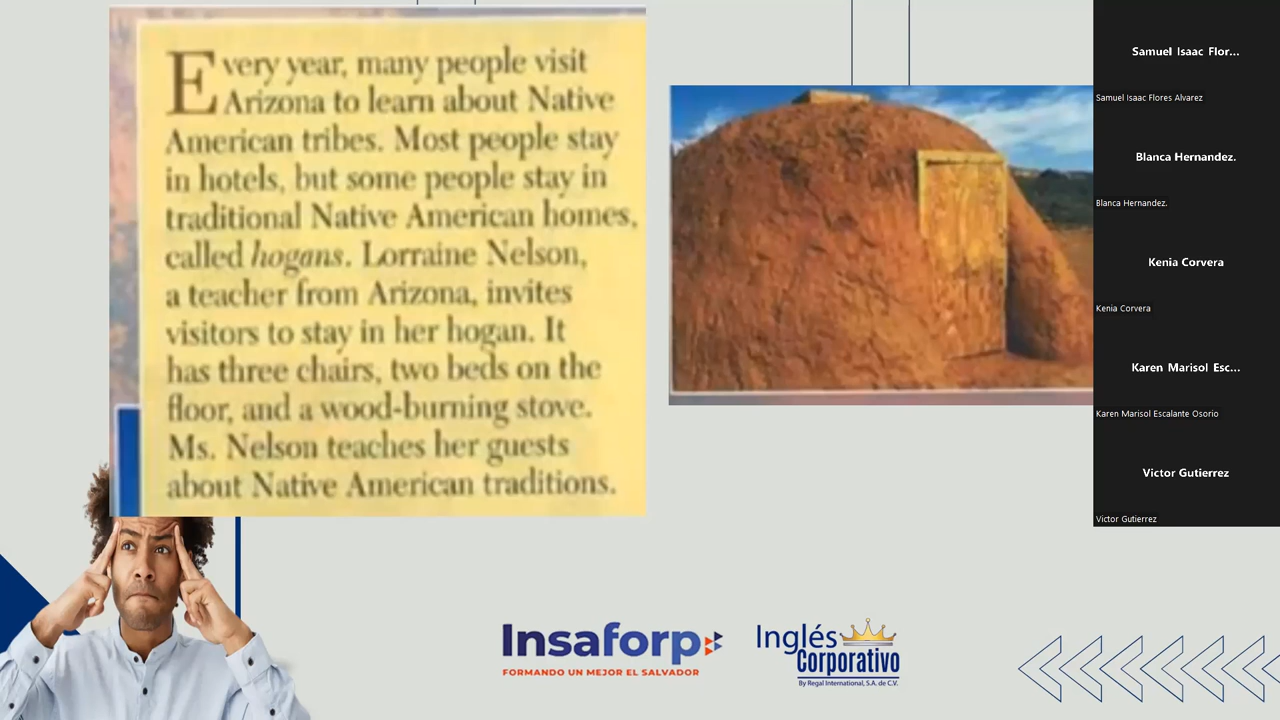 Every year, many people visit
Arizona to learn about Native
American tribes. Most people stay
in hotels, but some people stay in
traditional Native American homes,
called hogans. Lorraine Nelson,
a teacher from Arizona, invites
visitors to stay in her hogan. It
has three chairs, two beds on the
floor, and a wood-burning stove.
Ms. Nelson teaches her guests
about Native American traditions.
Samuel Isaac Flor...
Samuel Isaac Flores Alvarez
Blanca Hernandez.
Blanca Hernandez.
Kenia Corvera
Kenia Corvera
Karen Marisol Esc...
Karen Marisol Escalante Osorio
Victor Gutierrez
Victor Gutierrez
Insaforp
FORMANDO UN MEJOR EL SALVADOR
Inglés
Corporativo
By Regal International, S.A. de C.V.